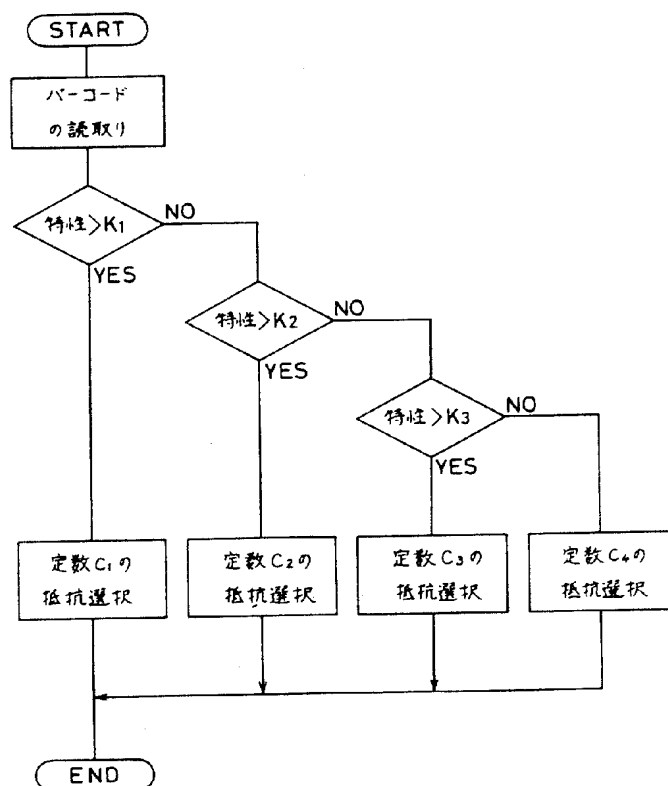 START
バーコード
の読取り
特性>K1
NO
YES
特性>K2
NO
YES
特性>K3
NO
YES
定数C1の
抵抗選択
定数C2の
抵抗選択
定数C3の
抵抗選択
定数C4の
抵抗選択
END